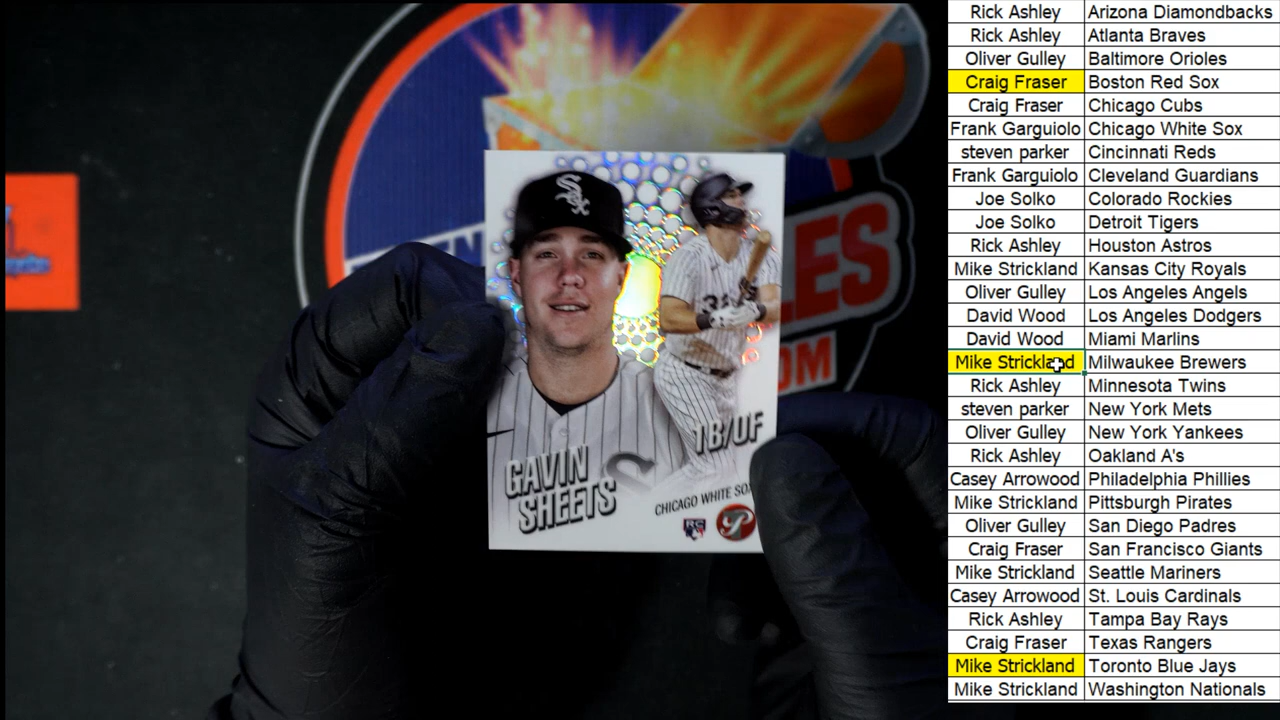 Sox
GAVIN
SHEETS
1B/OF
CHICAGO WHITE SOX
RC
P
LES
OM
Rick Ashley Arizona Diamondbacks
Rick Ashley Atlanta Braves
Oliver Gulley Baltimore Orioles
Craig Fraser Boston Red Sox
Craig Fraser Chicago Cubs
Frank Garguiolo Chicago White Sox
steven parker Cincinnati Reds
Frank Garguiolo Cleveland Guardians
Joe Solko Colorado Rockies
Joe Solko Detroit Tigers
Rick Ashley Houston Astros
Mike Strickland Kansas City Royals
Oliver Gulley Los Angeles Angels
David Wood Los Angeles Dodgers
David Wood Miami Marlins
Mike Strickland Milwaukee Brewers
Rick Ashley Minnesota Twins
steven parker New York Mets
Oliver Gulley New York Yankees
Rick Ashley Oakland A's
Casey Arrowood Philadelphia Phillies
Mike Strickland Pittsburgh Pirates
Oliver Gulley San Diego Padres
Craig Fraser San Francisco Giants
Mike Strickland Seattle Mariners
Casey Arrowood St. Louis Cardinals
Rick Ashley Tampa Bay Rays
Craig Fraser Texas Rangers
Mike Strickland Toronto Blue Jays
Mike Strickland Washington Nationals